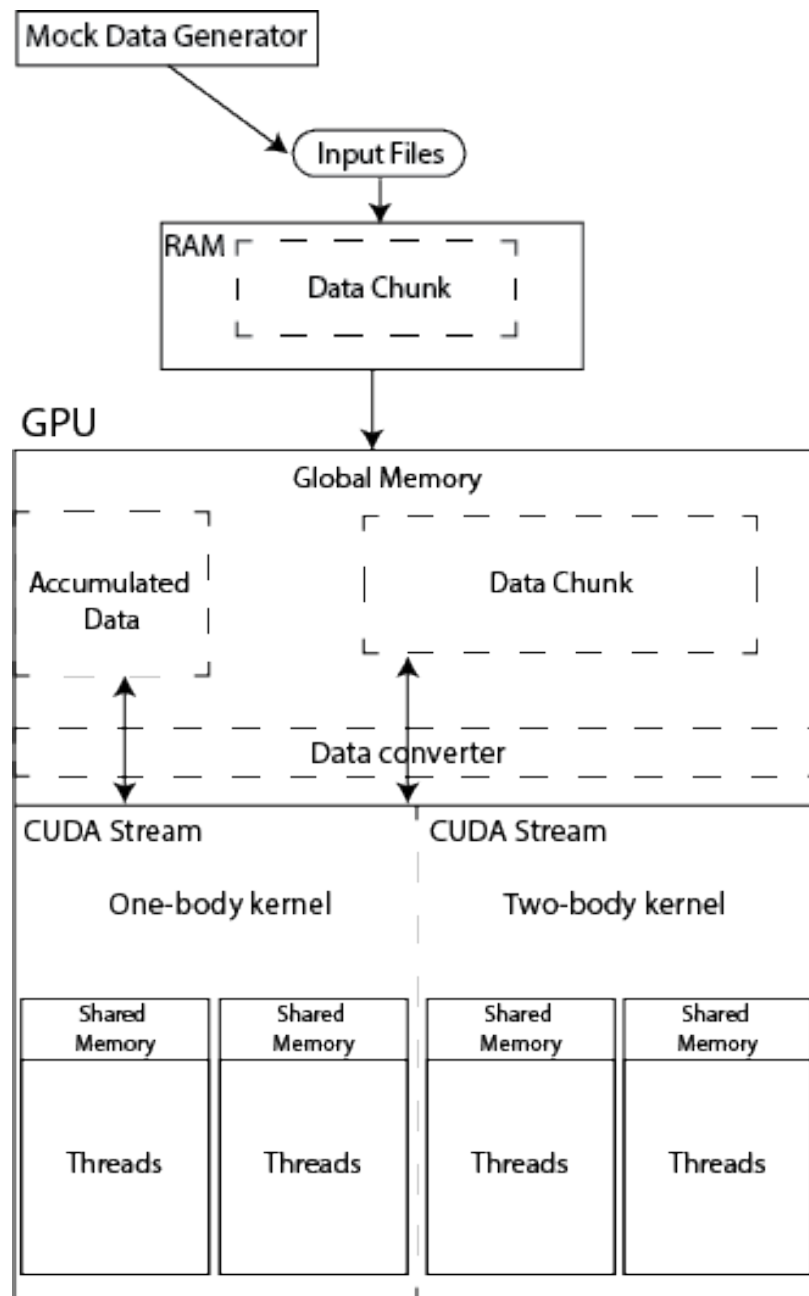 Mock Data Generator
Input Files
RAM
Data Chunk
GPU
Global Memory
Accumulated
Data
Data Chunk
Data converter
CUDA Stream
One-body kernel
CUDA Stream
Two-body kernel
Shared
Memory
Threads
Shared
Memory
Threads
Shared
Memory
Threads
Shared
Memory
Threads